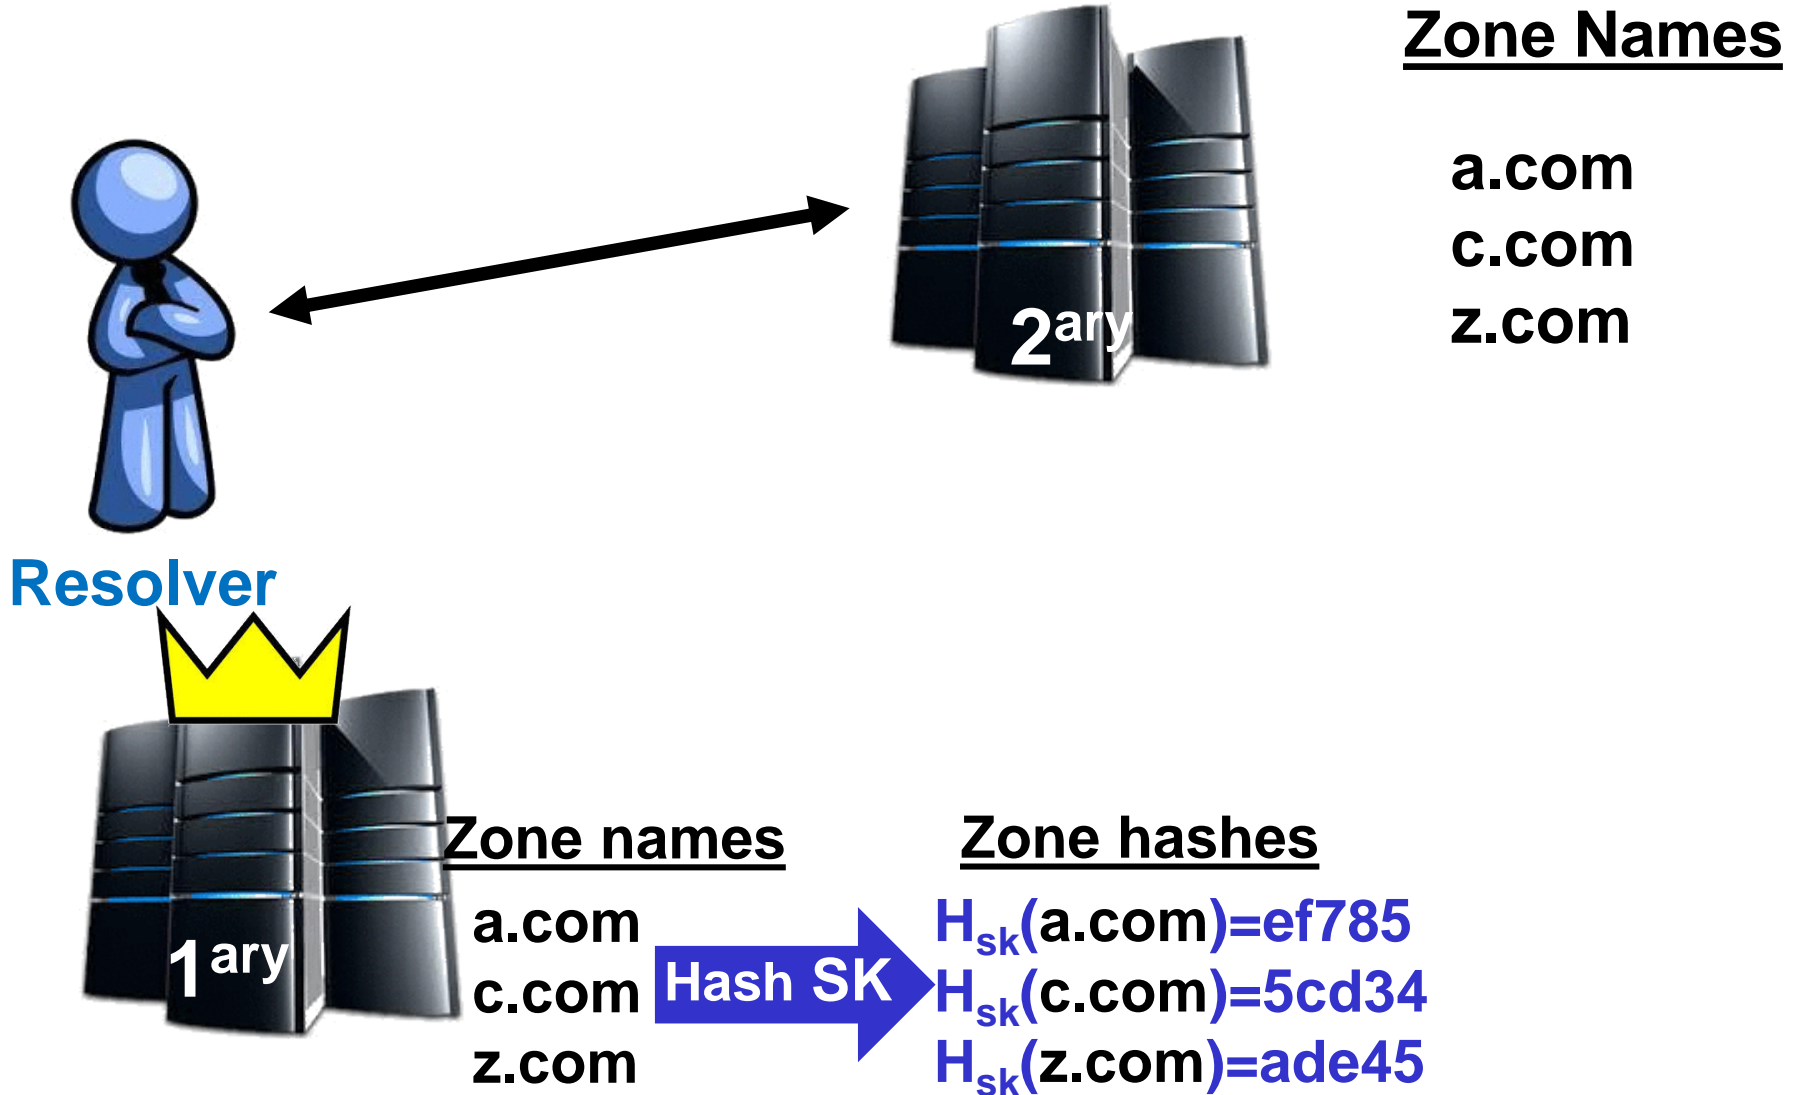 Zone Names
a.com
c.com
z.com
2ary
Resolver
1ary
Zone names
a.com
c.com
z.com
Hash SK
Zone hashes
Hsk(a.com)=ef785
Hsk(c.com)=5cd34
Hsk(z.com)=ade45